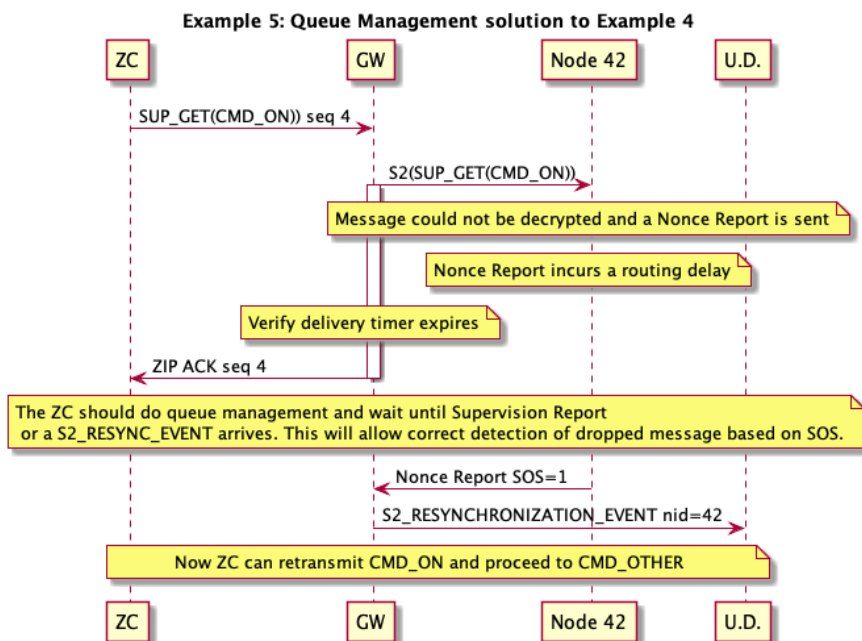 Example 5: Queue Management solution to Example 4
ZC GW Node 42 U.D.
SUP_GET(CMD_ON)) seq 4
S2(SUP_GET(CMD_ON))
Message could not be decrypted and a Nonce Report is sent
Nonce Report incurs a routing delay
Verify delivery timer expires
ZIP ACK seq 4
The ZC should do queue management and wait until Supervision Report
or a S2_RESYNC_EVENT arrives. This will allow correct detection of dropped message based on SOS.
Nonce Report SOS=1
S2_RESYNCHRONIZATION_EVENT nid=42
Now ZC can retransmit CMD_ON and proceed to CMD_OTHER
ZC GW Node 42 U.D.